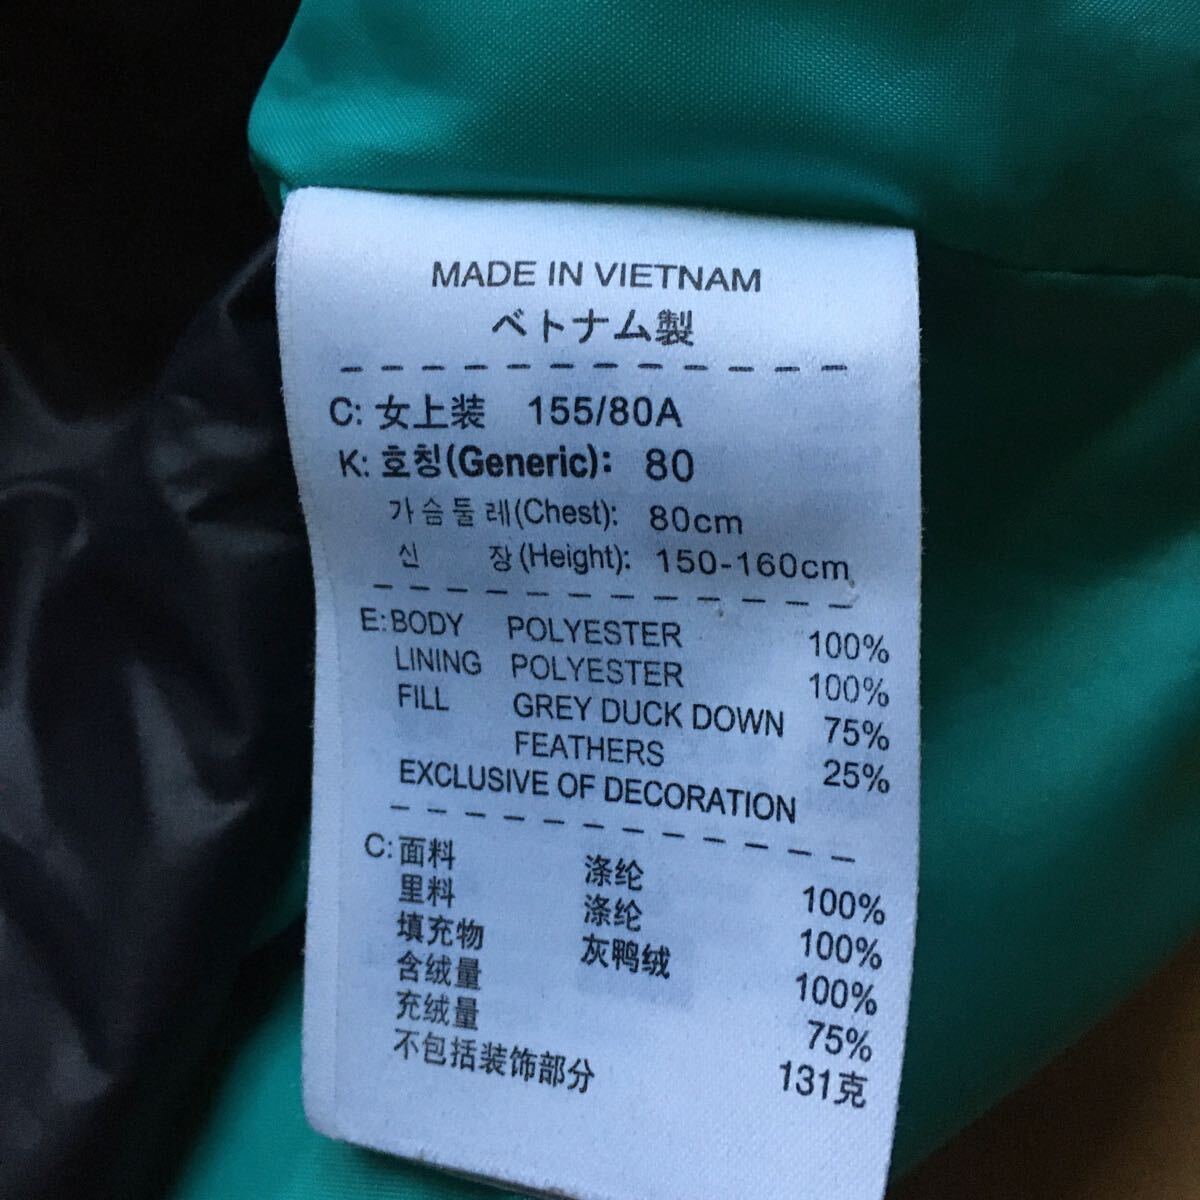 MADE IN VIETNAM
ベトナム製
C: 女上装 155/80A
K: 호칭(Generic): 80
가슴둘레(Chest): 80cm
신 장(Height): 150-160cm
E: BODY POLYESTER 100%
LINING POLYESTER 100%
FILL GREY DUCK DOWN 75%
FEATHERS 25%
EXCLUSIVE OF DECORATION
C: 面料 涤纶 100%
里料 涤纶 100%
填充物 灰鸭绒 100%
含绒量 75%
充绒量 131克
不包括装饰部分